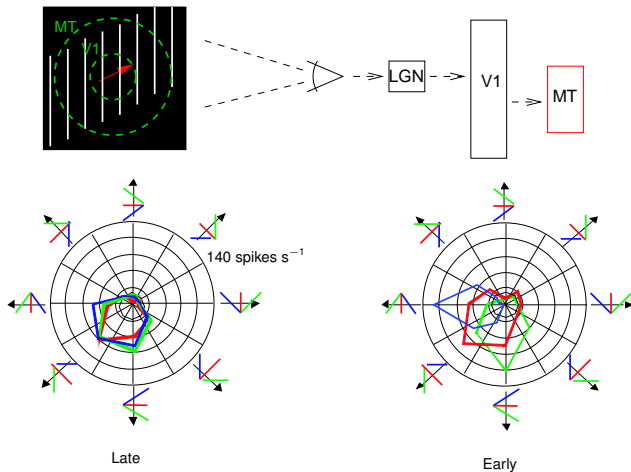 MT
V1
LGN
V1
MT
140 spikes s⁻¹
Late
Early